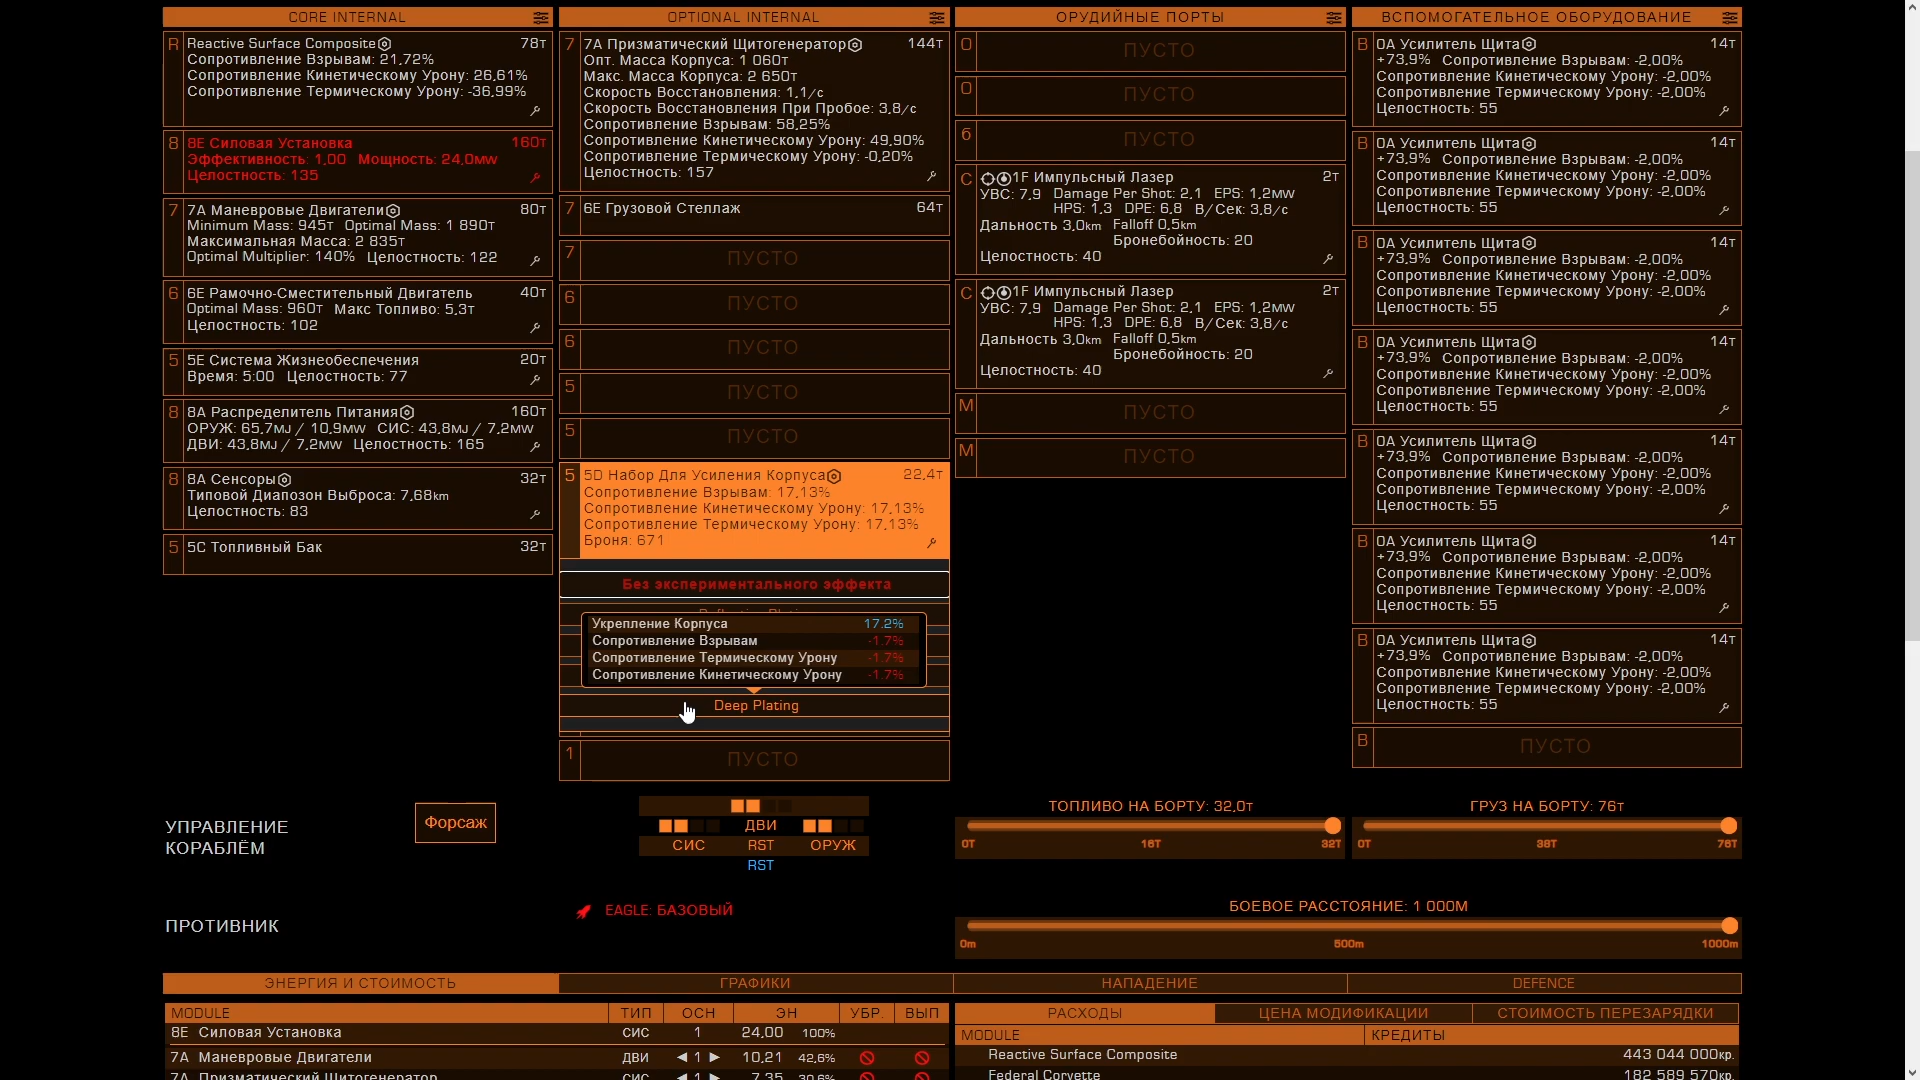 CORE INTERNAL
R Reactive Surface Composite 78т
Сопротивление Взрывам: 21,72%
Сопротивление Кинетическому Урону: 26,61%
Сопротивление Термическому Урону: -36,99%
8 8E Силовая Установка 160т
Эффективность: 1,00 Мощность: 24,0MW
Целостность: 135
7 7A Маневровые Двигатели 80т
Minimum Mass: 945т Optimal Mass: 1 890т
Максимальная Масса: 2 835т
Optimal Multiplier: 140% Целостность: 122
6 6E Рамочно-Сместительный Двигатель 40т
Optimal Mass: 960т Макс Топливо: 5,3т
Целостность: 102
5 5E Система Жизнеобеспечения 20т
Время: 5:00 Целостность: 77
8 8A Распределитель Питания 160т
ОРУЖ: 65,7MJ / 10,9MW СИС: 43,8MJ / 7,2MW
ДВИ: 43,8MJ / 7,2MW Целостность: 165
8 8A Сенсоры 32т
Типовой Диапозон Выброса: 7,68km
Целостность: 83
5 5C Топливный Бак 32т
OPTIONAL INTERNAL
7 7A Призматический Щитогенератор 144т
Опт. Масса Корпуса: 1 060т
Макс. Масса Корпуса: 2 650т
Скорость Восстановления: 1,1/с
Скорость Восстановления При Пробое: 3,8/с
Сопротивление Взрывам: 58,25%
Сопротивление Кинетическому Урону: 49,90%
Сопротивление Термическому Урону: -0,20%
Целостность: 157
7 6E Грузовой Стеллаж 64т
7 ПУСТО
6 ПУСТО
6 ПУСТО
5 ПУСТО
5 ПУСТО
5 5D Набор Для Усиления Корпуса 22,4т
Сопротивление Взрывам: 17,13%
Сопротивление Кинетическому Урону: 17,13%
Сопротивление Термическому Урону: 17,13%
Броня: 671
Без экспериментального эффекта
Укрепление Корпуса 17.2%
Сопротивление Взрывам -1.7%
Сопротивление Термическому Урону -1.7%
Сопротивление Кинетическому Урону -1.7%
Deep Plating
1 ПУСТО
ОРУДИЙНЫЕ ПОРТЫ
О ПУСТО
О ПУСТО
б ПУСТО
С 1F Импульсный Лазер 2т
УВС: 7,9 Damage Per Shot: 2,1 EPS: 1,2MW
HPS: 1,3 DPE: 6,8 В/Сек: 3,8/с
Дальность 3,0km Falloff 0,5km
Бронебойность: 20
Целостность: 40
С 1F Импульсный Лазер 2т
УВС: 7,9 Damage Per Shot: 2,1 EPS: 1,2MW
HPS: 1,3 DPE: 6,8 В/Сек: 3,8/с
Дальность 3,0km Falloff 0,5km
Бронебойность: 20
Целостность: 40
М ПУСТО
М ПУСТО
ВСПОМОГАТЕЛЬНОЕ ОБОРУДОВАНИЕ
В 0A Усилитель Щита 14т
+73,9% Сопротивление Взрывам: -2,00%
Сопротивление Кинетическому Урону: -2,00%
Сопротивление Термическому Урону: -2,00%
Целостность: 55
В 0A Усилитель Щита 14т
+73,9% Сопротивление Взрывам: -2,00%
Сопротивление Кинетическому Урону: -2,00%
Сопротивление Термическому Урону: -2,00%
Целостность: 55
В 0A Усилитель Щита 14т
+73,9% Сопротивление Взрывам: -2,00%
Сопротивление Кинетическому Урону: -2,00%
Сопротивление Термическому Урону: -2,00%
Целостность: 55
В 0A Усилитель Щита 14т
+73,9% Сопротивление Взрывам: -2,00%
Сопротивление Кинетическому Урону: -2,00%
Сопротивление Термическому Урону: -2,00%
Целостность: 55
В 0A Усилитель Щита 14т
+73,9% Сопротивление Взрывам: -2,00%
Сопротивление Кинетическому Урону: -2,00%
Сопротивление Термическому Урону: -2,00%
Целостность: 55
В 0A Усилитель Щита 14т
+73,9% Сопротивление Взрывам: -2,00%
Сопротивление Кинетическому Урону: -2,00%
Сопротивление Термическому Урону: -2,00%
Целостность: 55
В 0A Усилитель Щита 14т
+73,9% Сопротивление Взрывам: -2,00%
Сопротивление Кинетическому Урону: -2,00%
Сопротивление Термическому Урону: -2,00%
Целостность: 55
В ПУСТО
УПРАВЛЕНИЕ
КОРАБЛЁМ
Форсаж
ДВИ
СИС RST ОРУЖ
RST
ТОПЛИВО НА БОРТУ: 32,0т
0т 16т 32т
ГРУЗ НА БОРТУ: 76т
0т 38т 76т
ПРОТИВНИК
EAGLE: БАЗОВЫЙ
БОЕВОЕ РАССТОЯНИЕ: 1 000М
0m 500m 1000m
ЭНЕРГИЯ И СТОИМОСТЬ ГРАФИКИ НАПАДЕНИЕ DEFENCE
MODULE ТИП ОСН ЭН УБР. ВЫП
8E Силовая Установка СИС 1 24,00 100%
7A Маневровые Двигатели ДВИ 1 10,21 42,6%
7A Призматический Щитогенератор СИС 1 7,35 30,6%
РАСХОДЫ ЦЕНА МОДИФИКАЦИИ СТОИМОСТЬ ПЕРЕЗАРЯДКИ
MODULE КРЕДИТЫ
Reactive Surface Composite 443 044 000кр.
Federal Corvette 182 589 570кр.